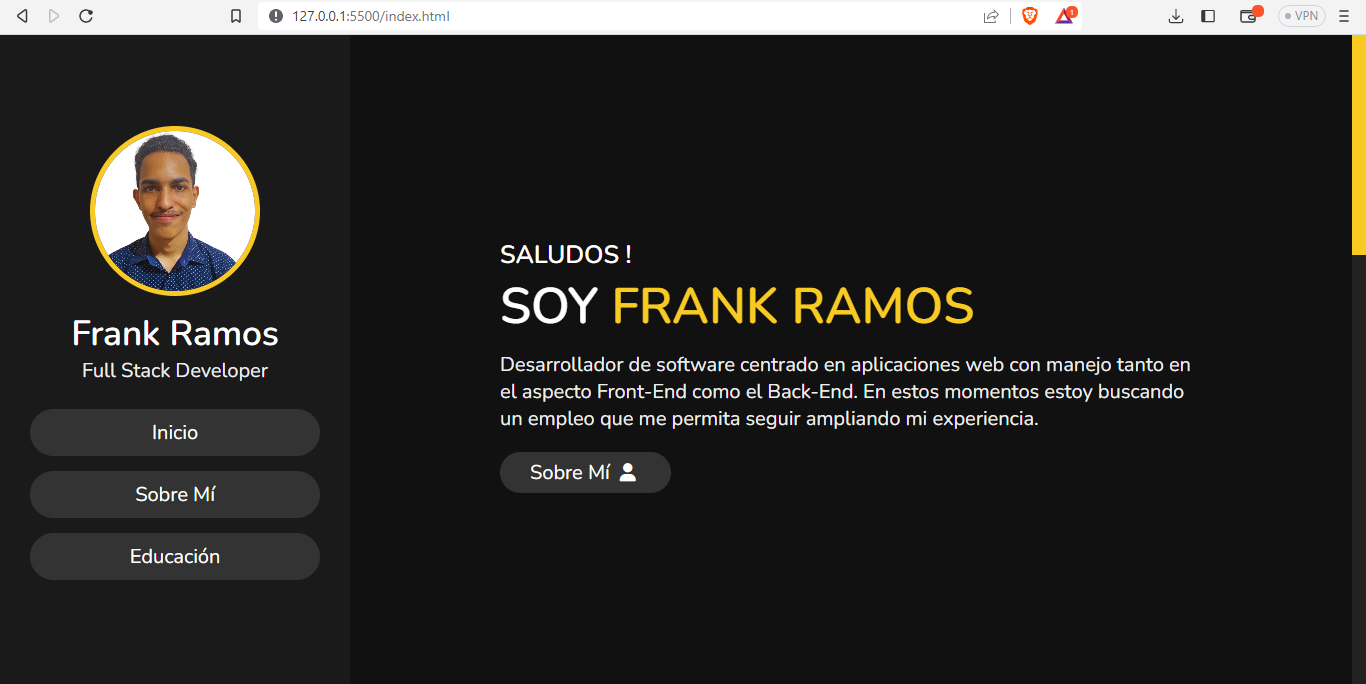 127.0.0.1:5500/index.html
1
VPN
Frank Ramos
Full Stack Developer
Inicio
Sobre Mí
Educación
SALUDOS !
SOY FRANK RAMOS
Desarrollador de software centrado en aplicaciones web con manejo tanto en
el aspecto Front-End como el Back-End. En estos momentos estoy buscando
un empleo que me permita seguir ampliando mi experiencia.
Sobre Mí